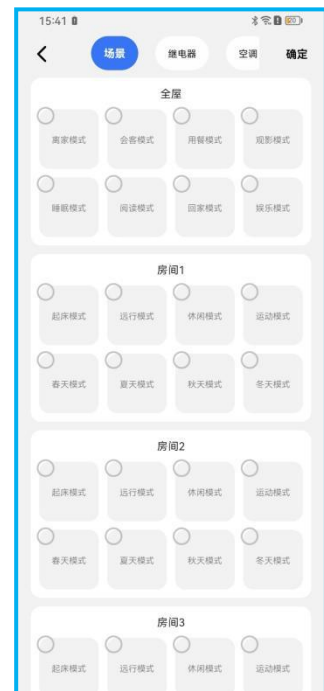 15:41
场景 继电器 空调 确定
全屋
离家模式 会客模式 用餐模式 观影模式
睡眠模式 阅读模式 回家模式 娱乐模式
房间1
起床模式 远行模式 休闲模式 运动模式
春天模式 夏天模式 秋天模式 冬天模式
房间2
起床模式 远行模式 休闲模式 运动模式
春天模式 夏天模式 秋天模式 冬天模式
房间3
起床模式 远行模式 休闲模式 运动模式